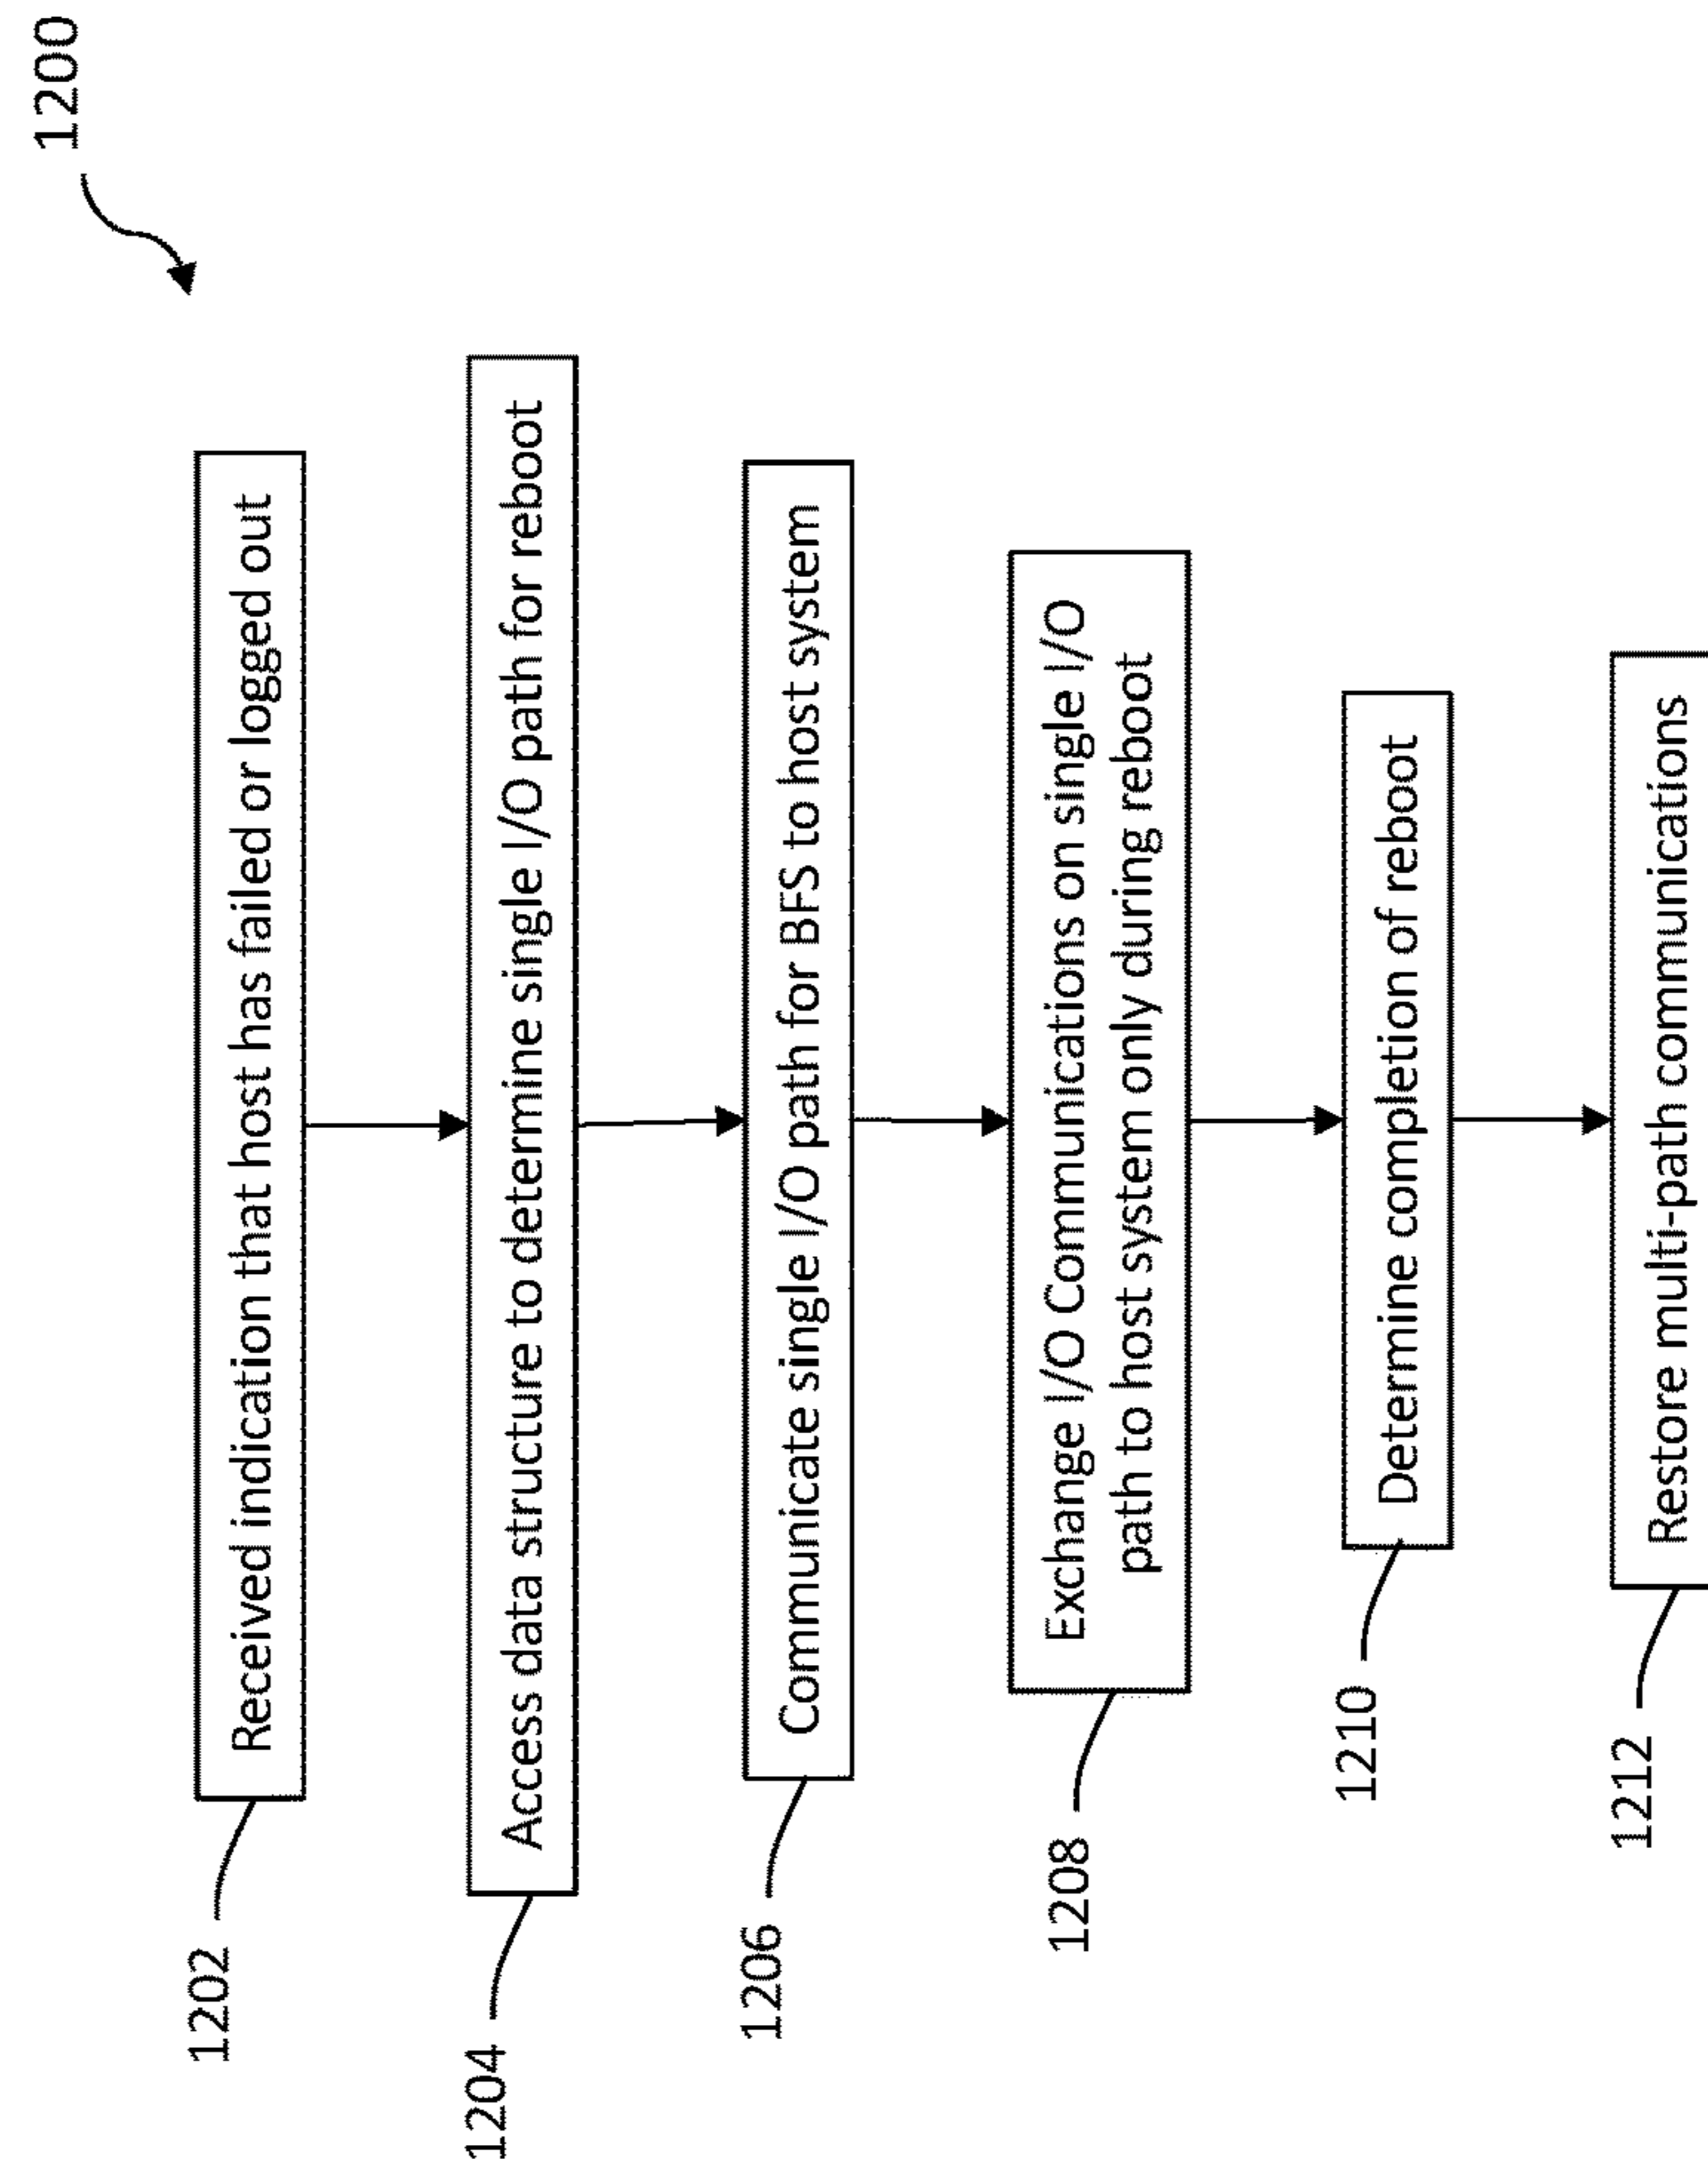 1200
1202
Received indication that host has failed or logged out
1204
Access data structure to determine single I/O path for reboot
1206
Communicate single I/O path for BFS to host system
1208
Exchange I/O Communications on single I/O
path to host system only during reboot
1210
Determine completion of reboot
1212
Restore multi-path communications